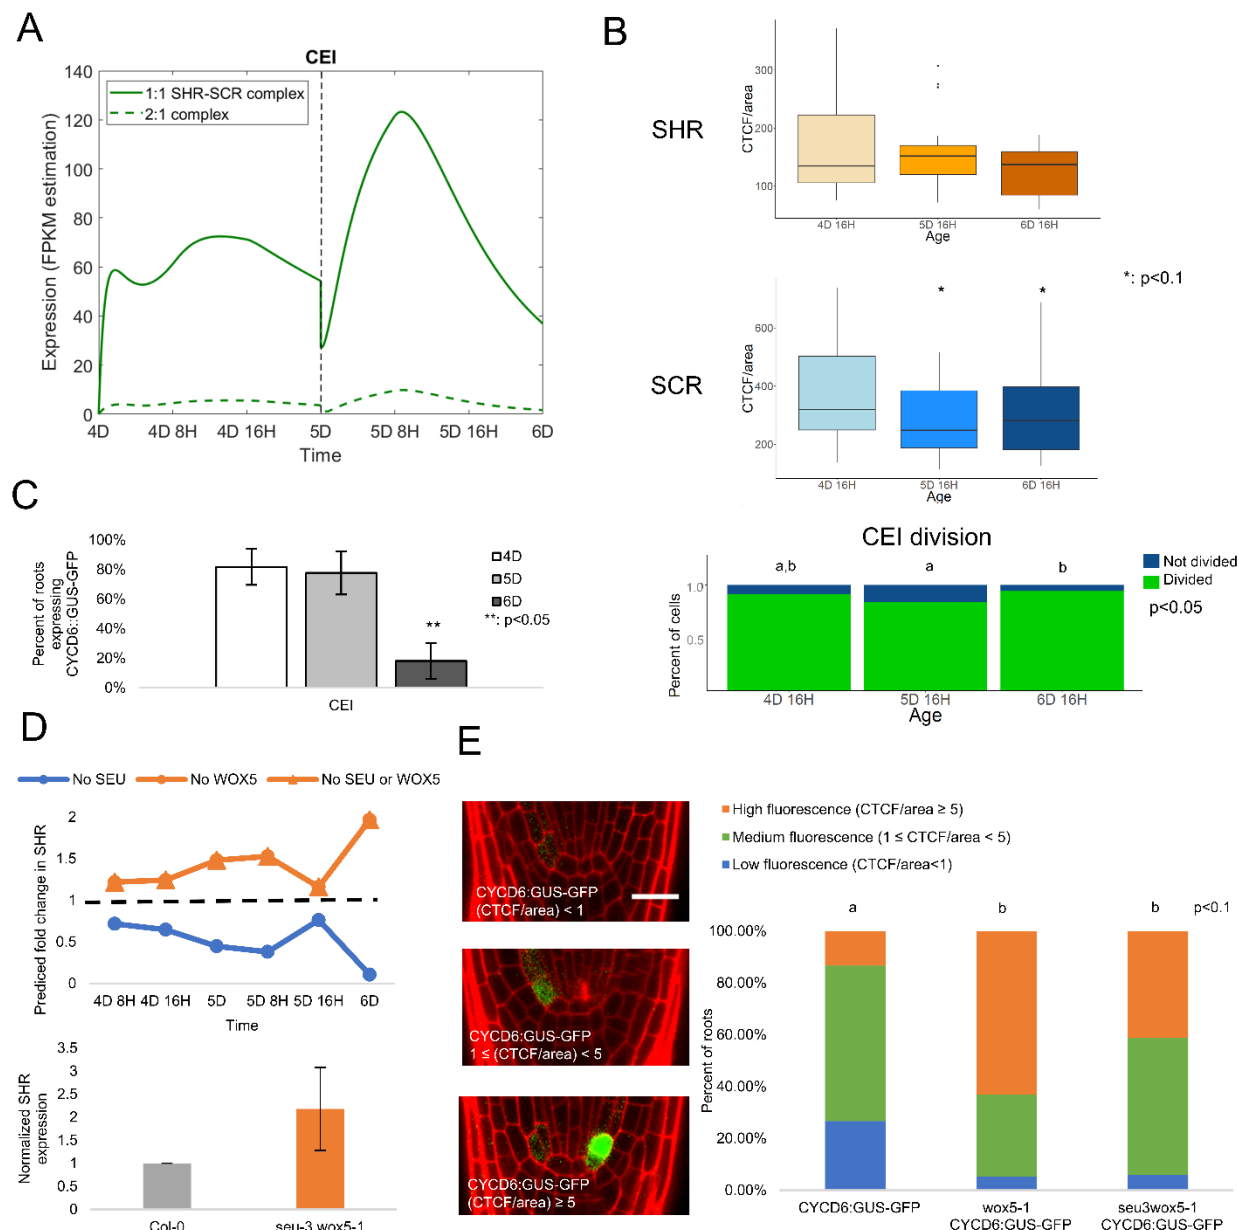 A
CEI
140
120
100
80
60
40
20
0
Expression (FPKM estimation)
1:1 SHR-SCR complex
2:1 complex
4D 4D 8H 4D 16H 5D 5D 8H 5D 16H 6D
Time
B
SHR
CTCF/area
300
200
100
4D 16H 5D 16H 6D 16H
Age
*: p<0.1
SCR
CTCF/area
600
400
200
* *
4D 16H 5D 16H 6D 16H
Age
C
Percent of roots
expressing
CYCD6::GUS-GFP
100%
80%
60%
40%
20%
0%
**
CEI
4D
5D
6D
**: p<0.05
CEI division
Percent of cells
1.0
0.5
a,b a b
4D 16H 5D 16H 6D 16H
Age
Not divided
Divided
p<0.05
D
No SEU No WOX5 No SEU or WOX5
Prediced fold change in SHR
2
1.5
1
0.5
0
4D 8H 4D 16H 5D 5D 8H 5D 16H 6D
Time
Normalized SHR
expression
3.5
3
2.5
2
1.5
1
0.5
0
Col-0 seu-3 wox5-1
E
CYCD6:GUS-GFP
(CTCF/area) < 1
CYCD6:GUS-GFP
1 ≤ (CTCF/area) < 5
CYCD6:GUS-GFP
(CTCF/area) ≥ 5
High fluorescence (CTCF/area ≥ 5)
Medium fluorescence (1 ≤ CTCF/area < 5)
Low fluorescence (CTCF/area<1)
a b b p<0.1
Percent of roots
100.00%
80.00%
60.00%
40.00%
20.00%
0.00%
CYCD6:GUS-GFP
wox5-1
CYCD6:GUS-GFP
seu3wox5-1
CYCD6:GUS-GFP